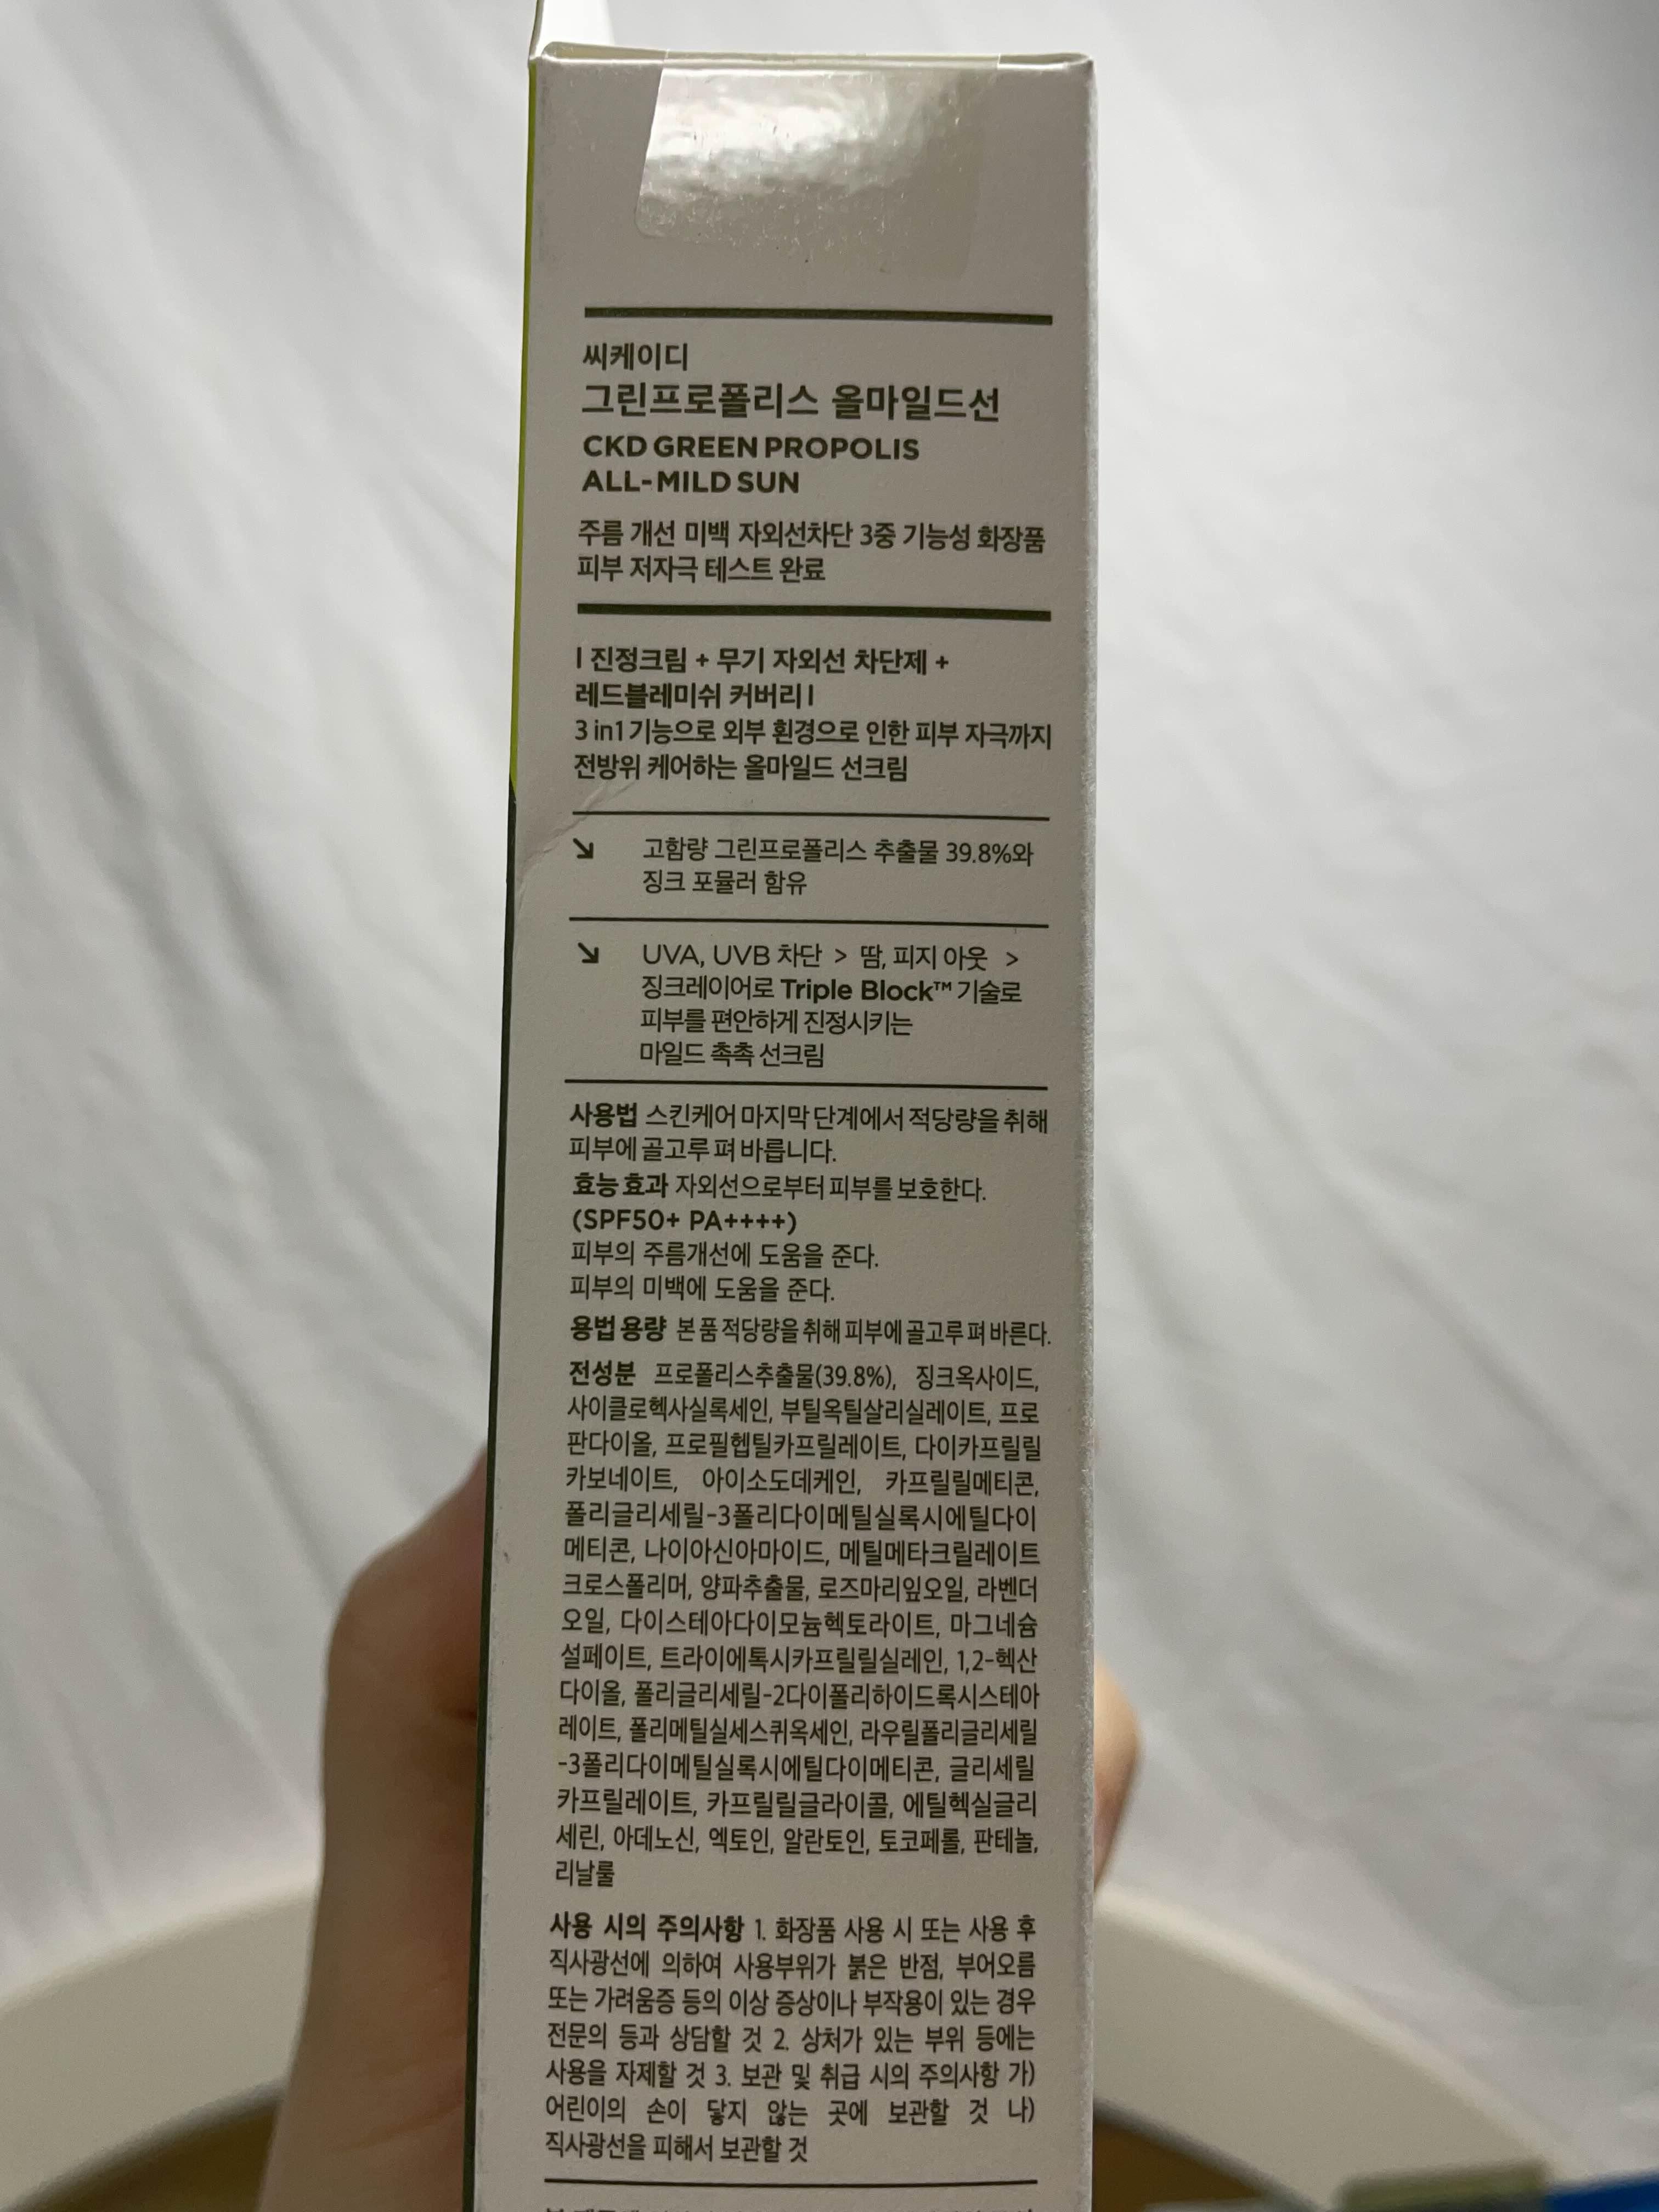 씨케이디
그린프로폴리스 올마일드선
CKD GREEN PROPOLIS
ALL-MILD SUN
주름 개선 미백 자외선차단 3중 기능성 화장품
피부 저자극 테스트 완료
| 진정크림 + 무기 자외선 차단제 +
레드블레미쉬 커버리 |
3 in1 기능으로 외부 환경으로 인한 피부 자극까지
전방위 케어하는 올마일드 선크림
↘ 고함량 그린프로폴리스 추출물 39.8%와
징크 포뮬러 함유
↘ UVA, UVB 차단 > 땀, 피지 아웃 >
징크레이어로 Triple Block™ 기술로
피부를 편안하게 진정시키는
마일드 촉촉 선크림
사용법 스킨케어 마지막 단계에서 적당량을 취해
피부에 골고루 펴 바릅니다.
효능 효과 자외선으로부터 피부를 보호한다.
(SPF50+ PA++++)
피부의 주름개선에 도움을 준다.
피부의 미백에 도움을 준다.
용법 용량 본 품 적당량을 취해 피부에 골고루 펴 바른다.
전성분 프로폴리스추출물(39.8%), 징크옥사이드,
사이클로헥사실록세인, 부틸옥틸살리실레이트, 프로
판다이올, 프로필헵틸카프릴레이트, 다이카프릴릴
카보네이트, 아이소도데케인, 카프릴릴메티콘,
폴리글리세릴-3폴리다이메틸실록시에틸다이
메티콘, 나이아신아마이드, 메틸메타크릴레이트
크로스폴리머, 양파추출물, 로즈마리잎오일, 라벤더
오일, 다이스테아다이모늄헥토라이트, 마그네슘
설페이트, 트라이에톡시카프릴릴실레인, 1,2-헥산
다이올, 폴리글리세릴-2다이폴리하이드록시스테아
레이트, 폴리메틸실세스퀴옥세인, 라우릴폴리글리세릴
-3폴리다이메틸실록시에틸다이메티콘, 글리세릴
카프릴레이트, 카프릴릴글라이콜, 에틸헥실글리
세린, 아데노신, 엑토인, 알란토인, 토코페롤, 판테놀,
리날룰
사용 시의 주의사항 1. 화장품 사용 시 또는 사용 후
직사광선에 의하여 사용부위가 붉은 반점, 부어오름
또는 가려움증 등의 이상 증상이나 부작용이 있는 경우
전문의 등과 상담할 것 2. 상처가 있는 부위 등에는
사용을 자제할 것 3. 보관 및 취급 시의 주의사항 가)
어린이의 손이 닿지 않는 곳에 보관할 것 나)
직사광선을 피해서 보관할 것